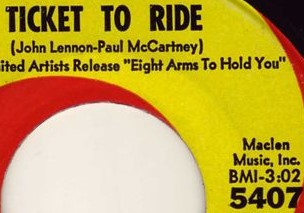 TICKET TO RIDE
(John Lennon-Paul McCartney)
Artists Release "Eight Arms To Hold You"
Maclen
Music, Inc.
BMI-3:02
5407